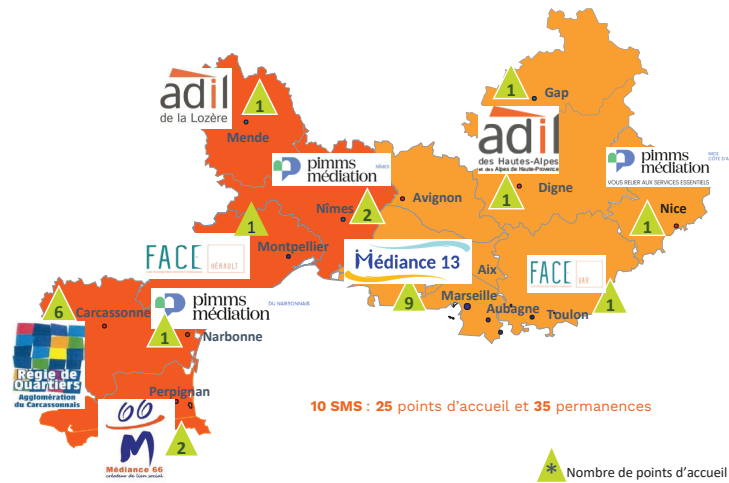 adil
de la Lozère
1
Mende
1
Gap
adil
des Hautes-Alpes
et des Alpes de Haute-Provence
1
Digne
pimms
médiation
NICE
CÔTE D'A
VOUS RELIER AUX SERVICES ESSENTIELS
1
Nice
pimms
médiation
NÎMES
Nîmes
2
Avignon
1
Montpellier
FACE
HÉRAULT
Médiance 13
9
Aix
Marseille
Aubagne
Toulon
FACE
VAR
1
6
Carcassonne
pimms
médiation
DU NARBONNAIS
1
Narbonne
Régie de
Quartiers
Agglomération
du Carcassonnais
Perpignan
66
M
Médiance 66
créateur de lien social
2
10 SMS : 25 points d'accueil et 35 permanences
* Nombre de points d'accueil